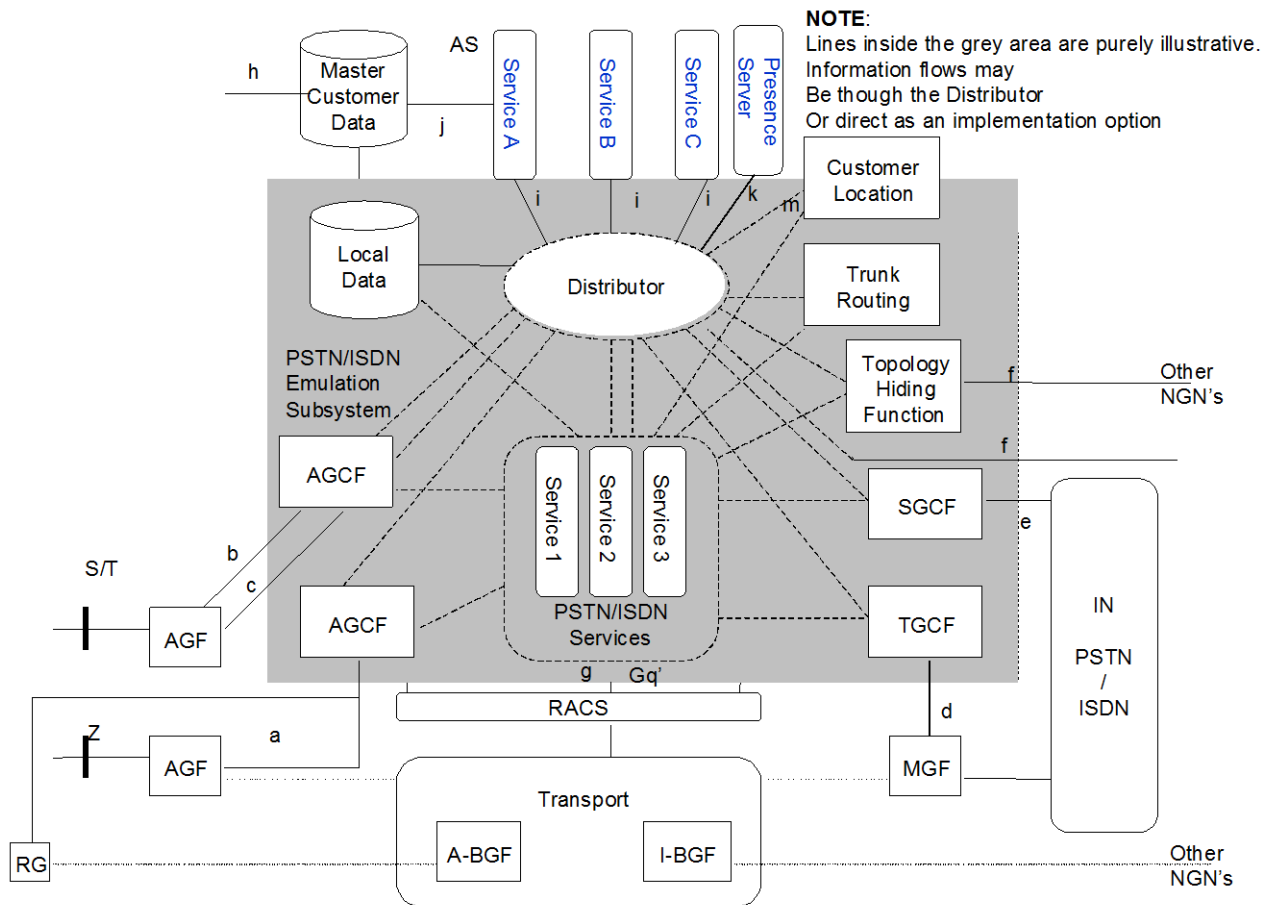 NOTE:
Lines inside the grey area are purely illustrative.
Information flows may
Be though the Distributor
Or direct as an implementation option
AS
h
Master
Customer
Data
j
Service A
Service B
Service C
Presence
Server
i
i
i
k
m
Customer
Location
Local
Data
Distributor
Trunk
Routing
PSTN/ISDN
Emulation
Subsystem
Topology
Hiding
Function
f
Other
NGN's
f
AGCF
Service 1
Service 2
Service 3
SGCF
e
b
c
S/T
AGF
AGCF
PSTN/ISDN
Services
TGCF
IN
PSTN
/
ISDN
g
Gq'
RACS
d
Z
a
AGF
MGF
Transport
A-BGF
I-BGF
RG
Other
NGN's